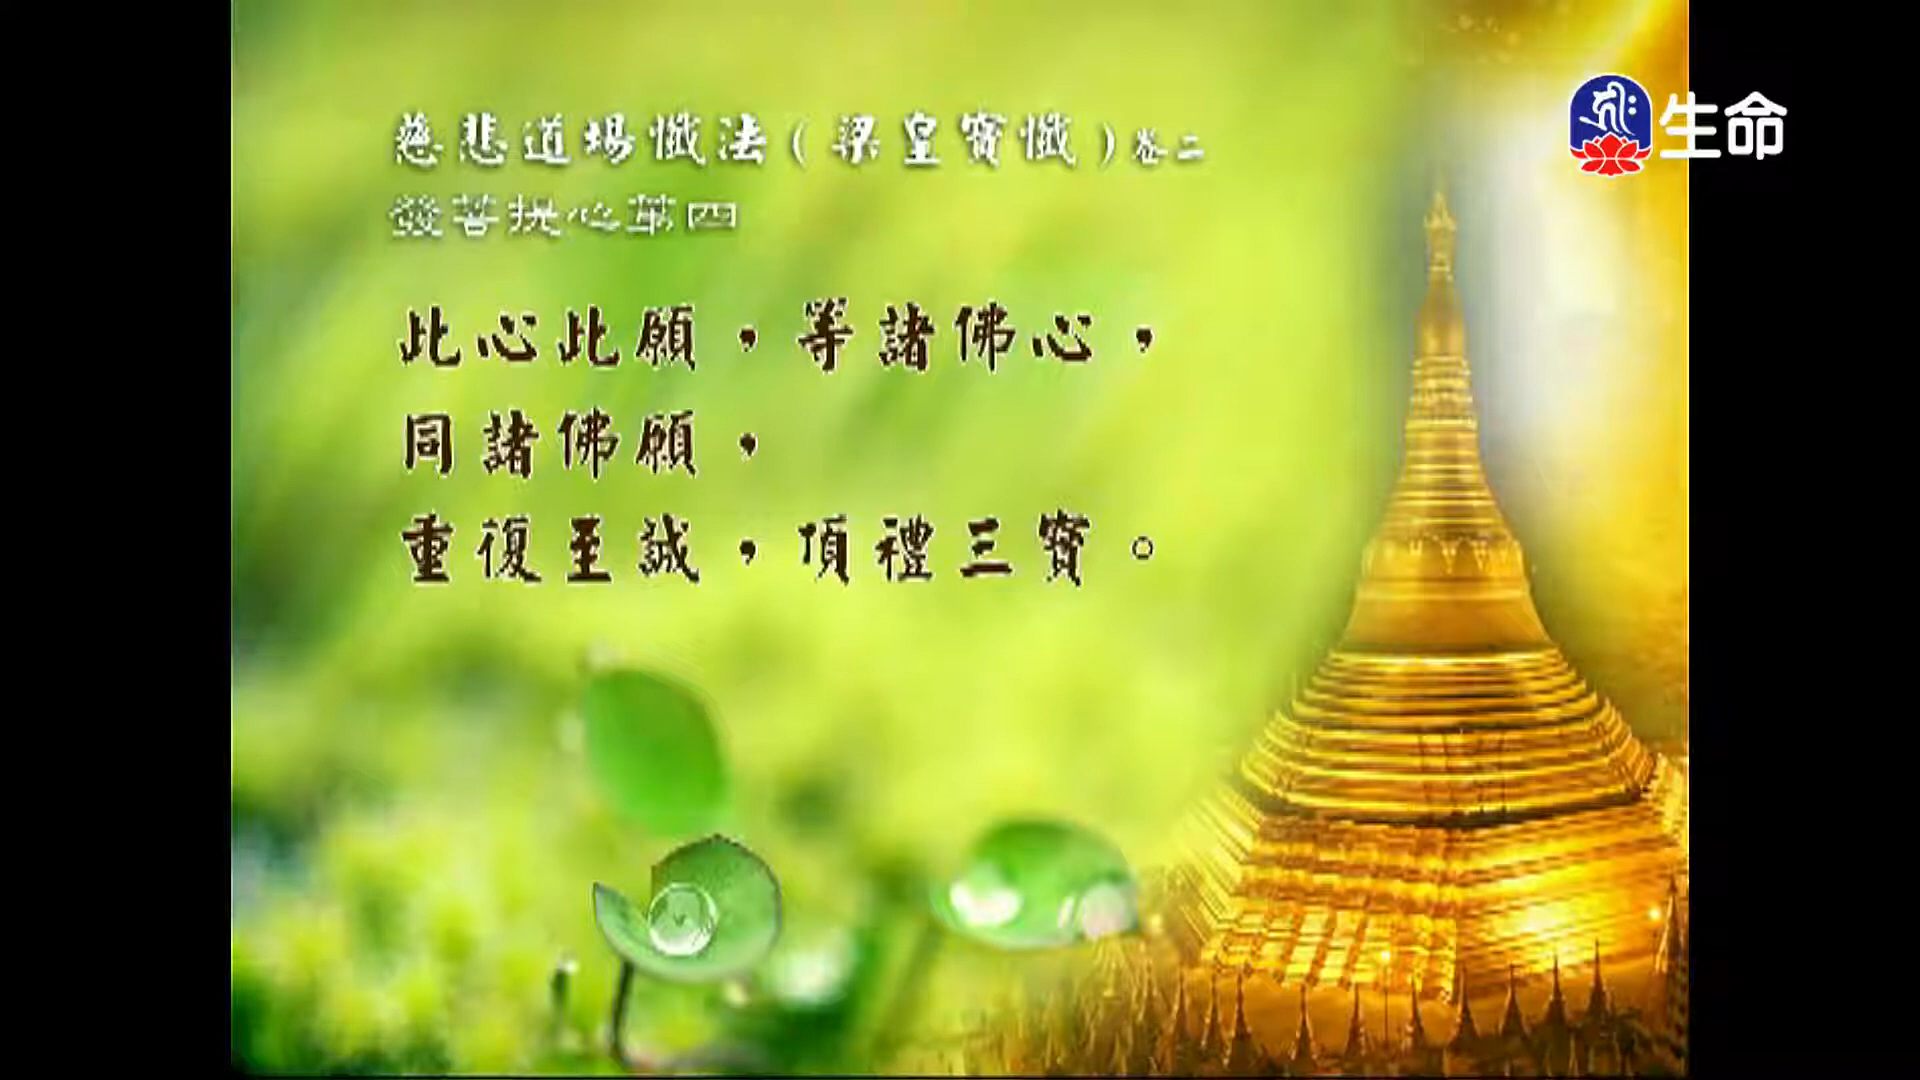 慈悲道場懺法(梁皇寶懺)卷二
發菩提心第四
此心此願，等諸佛心，
同諸佛願，
重復至誠，頂禮三寶。
生命